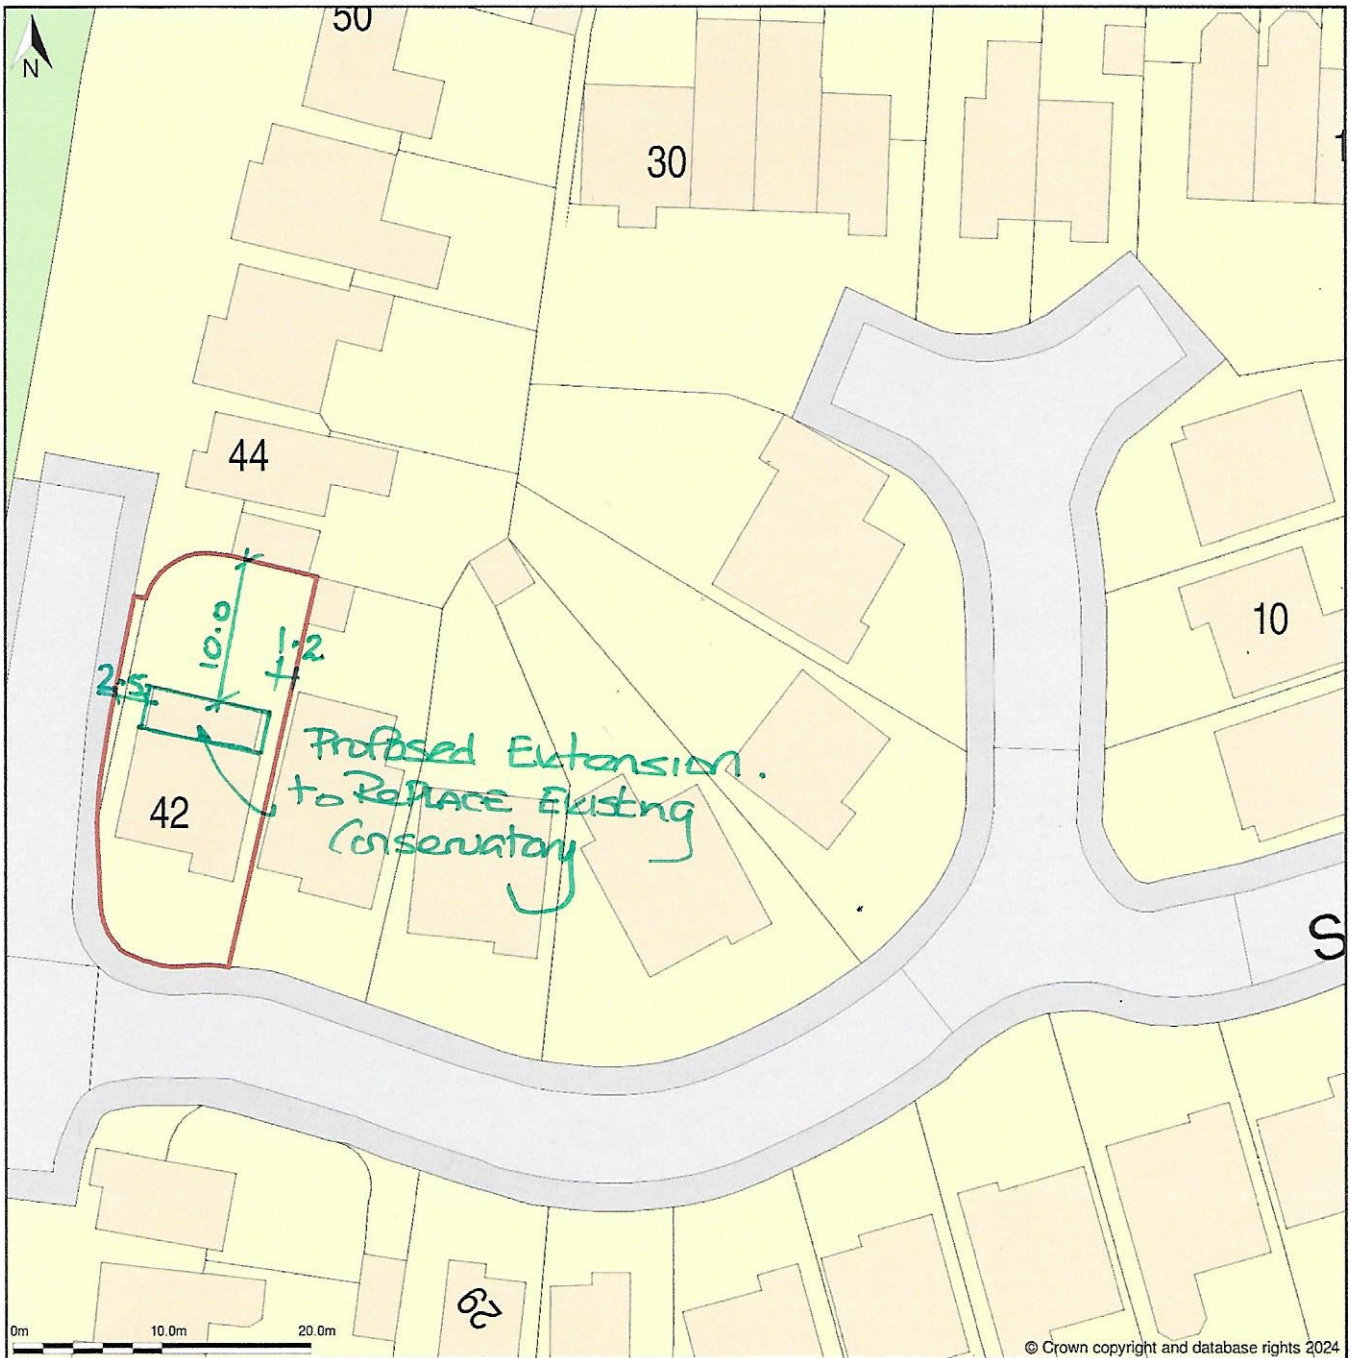 N
50
30
44
10
10.0
1.2
2.5
Proposed Extension.
to RePLACE Existing
Conservatory
42
S
29
0m 10.0m 20.0m
© Crown copyright and database rights 2024